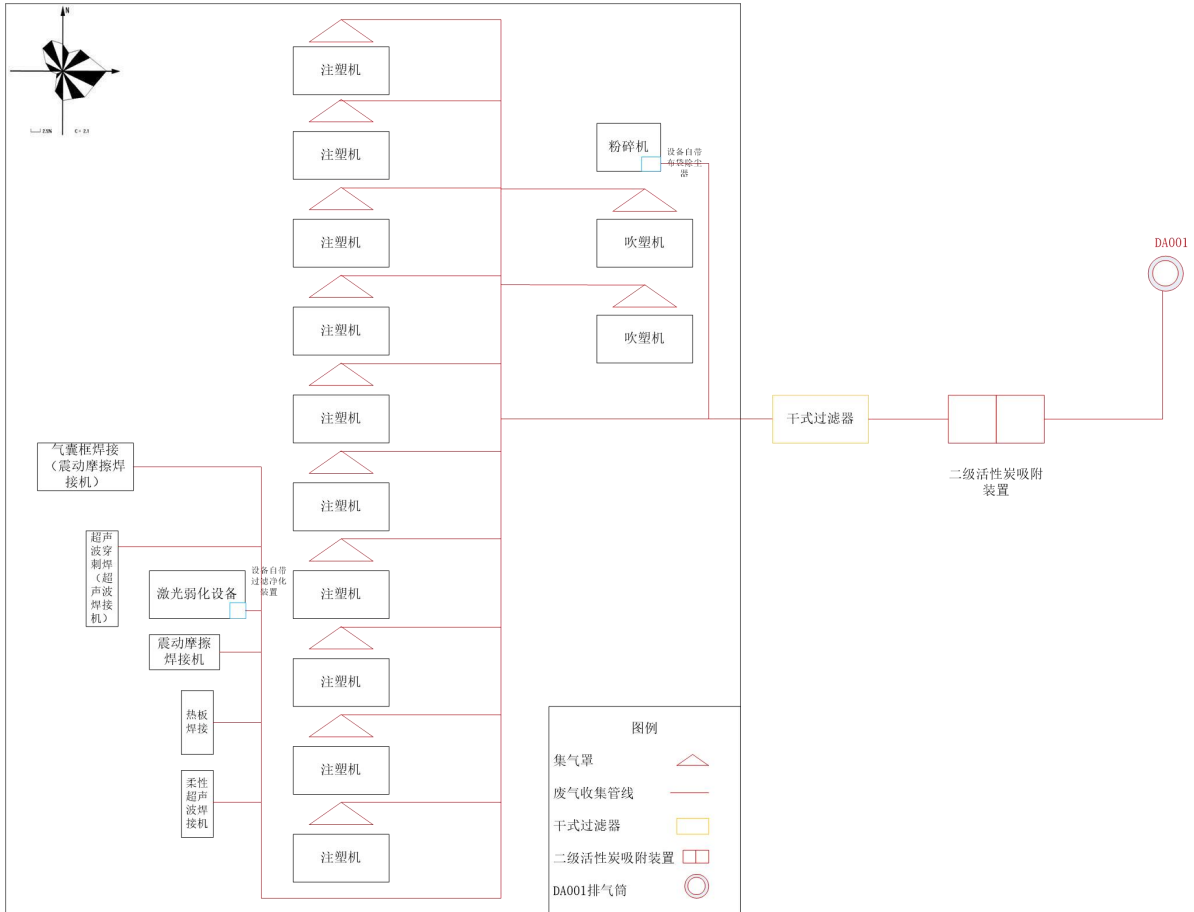 N
C=2.1
注塑机
注塑机
注塑机
注塑机
注塑机
注塑机
注塑机
注塑机
注塑机
注塑机
粉碎机
设备自带
布袋除尘
器
吹塑机
吹塑机
DA001
干式过滤器
二级活性炭吸附
装置
气囊框焊接
（震动摩擦焊
接机）
超声
波穿
刺焊
（超
声波
焊接
机）
设备自带
过滤净化
装置
激光弱化设备
震动摩擦
焊接机
热板
焊接
柔性
超声
波焊
接机
图例
集气罩
废气收集管线
干式过滤器
二级活性炭吸附装置
DA001排气筒